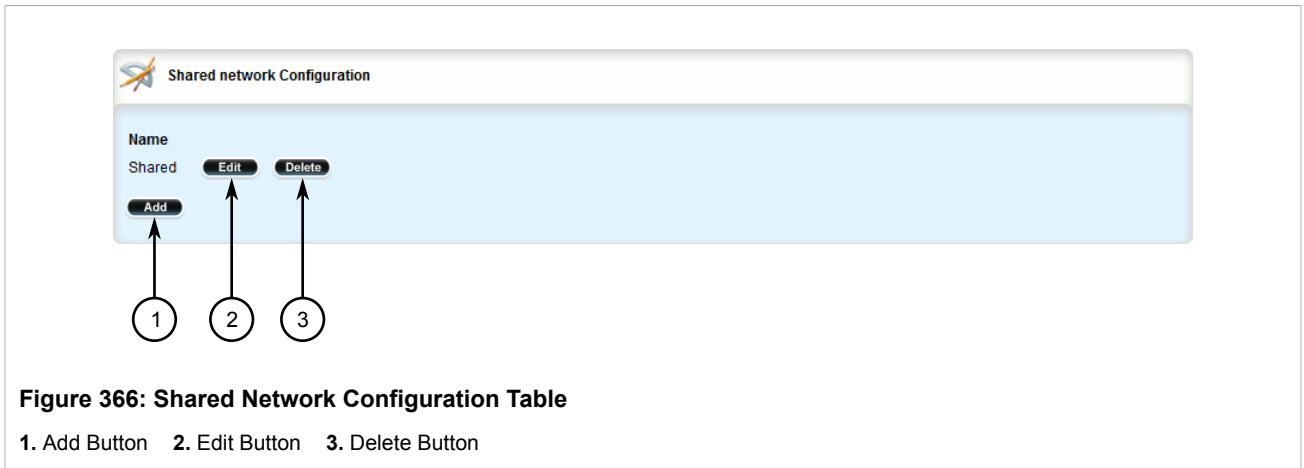 Shared network Configuration
Name
Shared Edit Delete
Add
1 2 3
Figure 366: Shared Network Configuration Table
1. Add Button 2. Edit Button 3. Delete Button